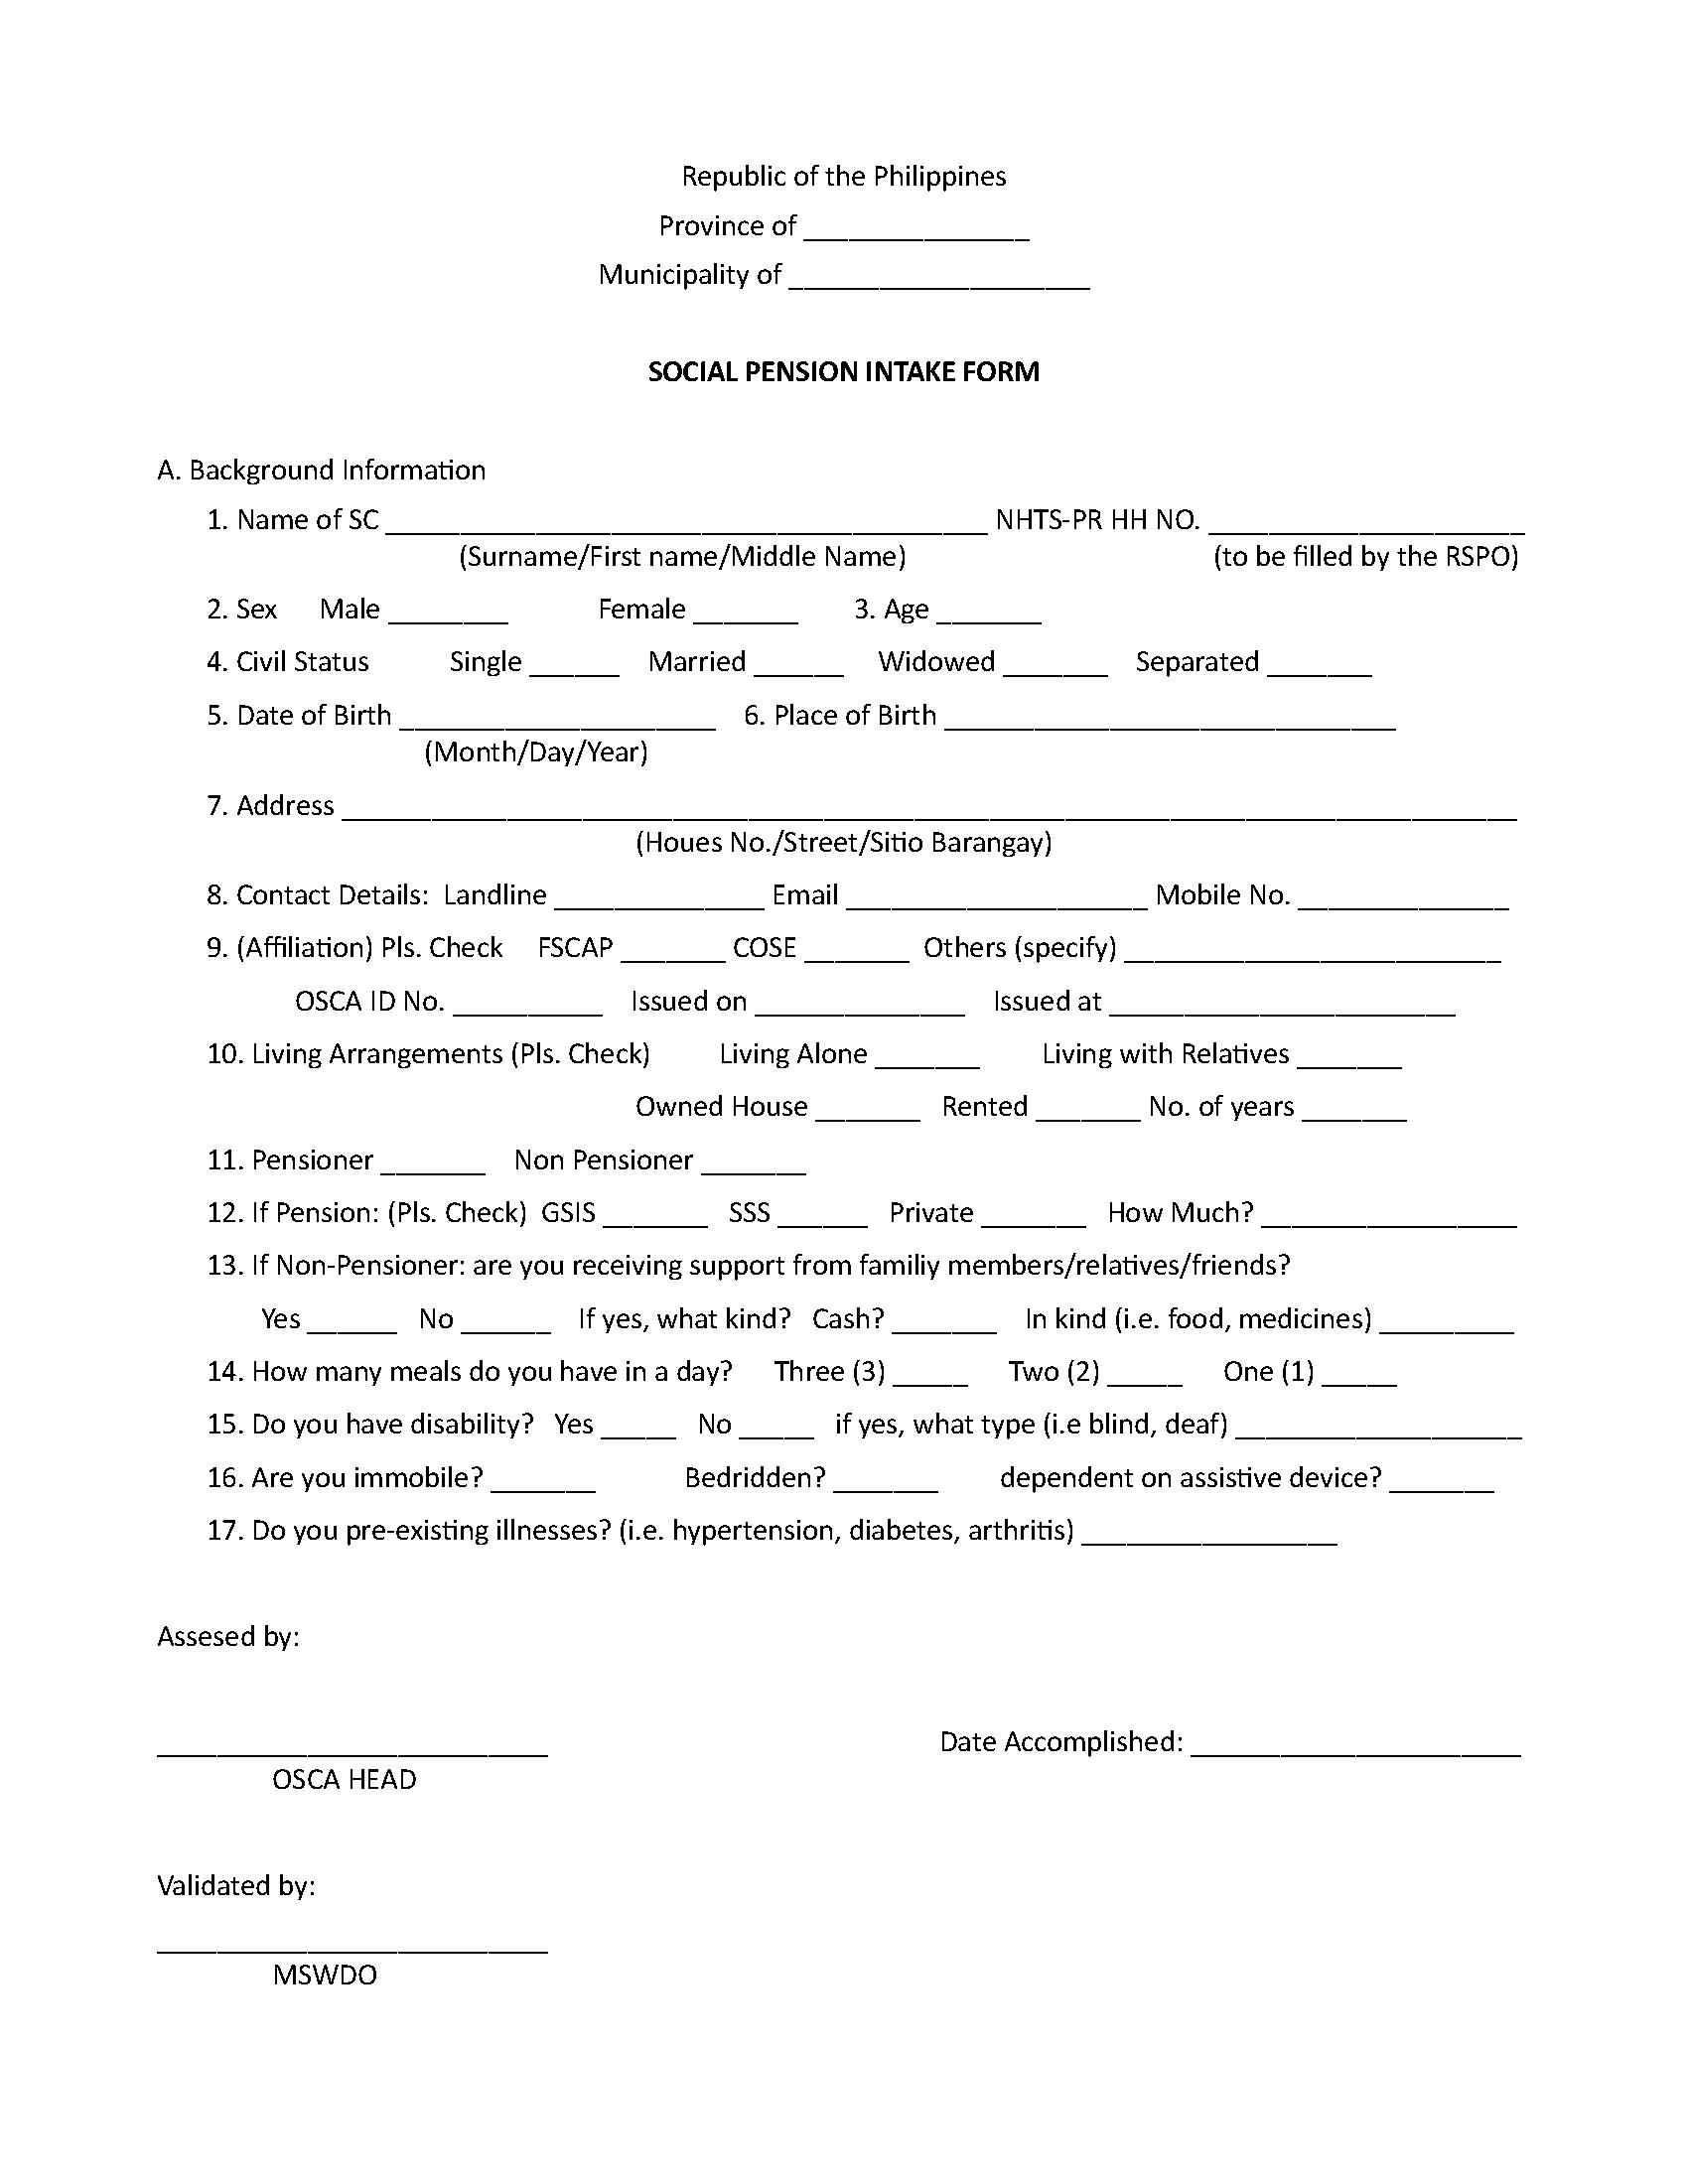 Republic of the Philippines
Province of _______________
Municipality of ____________________
SOCIAL PENSION INTAKE FORM
A. Background Information
1. Name of SC ________________________________________ NHTS-PR HH NO. _____________________
(Surname/First name/Middle Name) (to be filled by the RSPO)
2. Sex Male ________ Female _______ 3. Age _______
4. Civil Status Single ______ Married ______ Widowed _______ Separated _______
5. Date of Birth _____________________ 6. Place of Birth ______________________________
(Month/Day/Year)
7. Address ______________________________________________________________________________
(Houes No./Street/Sitio Barangay)
8. Contact Details: Landline ______________ Email ____________________ Mobile No. ______________
9. (Affiliation) Pls. Check FSCAP _______ COSE _______ Others (specify) _________________________
OSCA ID No. __________ Issued on ______________ Issued at _______________________
10. Living Arrangements (Pls. Check) Living Alone _______ Living with Relatives _______
Owned House _______ Rented _______ No. of years _______
11. Pensioner _______ Non Pensioner _______
12. If Pension: (Pls. Check) GSIS _______ SSS ______ Private _______ How Much? _________________
13. If Non-Pensioner: are you receiving support from familiy members/relatives/friends?
Yes ______ No ______ If yes, what kind? Cash? _______ In kind (i.e. food, medicines) _________
14. How many meals do you have in a day? Three (3) _____ Two (2) _____ One (1) _____
15. Do you have disability? Yes _____ No _____ if yes, what type (i.e blind, deaf) ___________________
16. Are you immobile? _______ Bedridden? _______ dependent on assistive device? _______
17. Do you pre-existing illnesses? (i.e. hypertension, diabetes, arthritis) _________________
Assesed by:
__________________________ Date Accomplished: ______________________
OSCA HEAD
Validated by:
__________________________
MSWDO